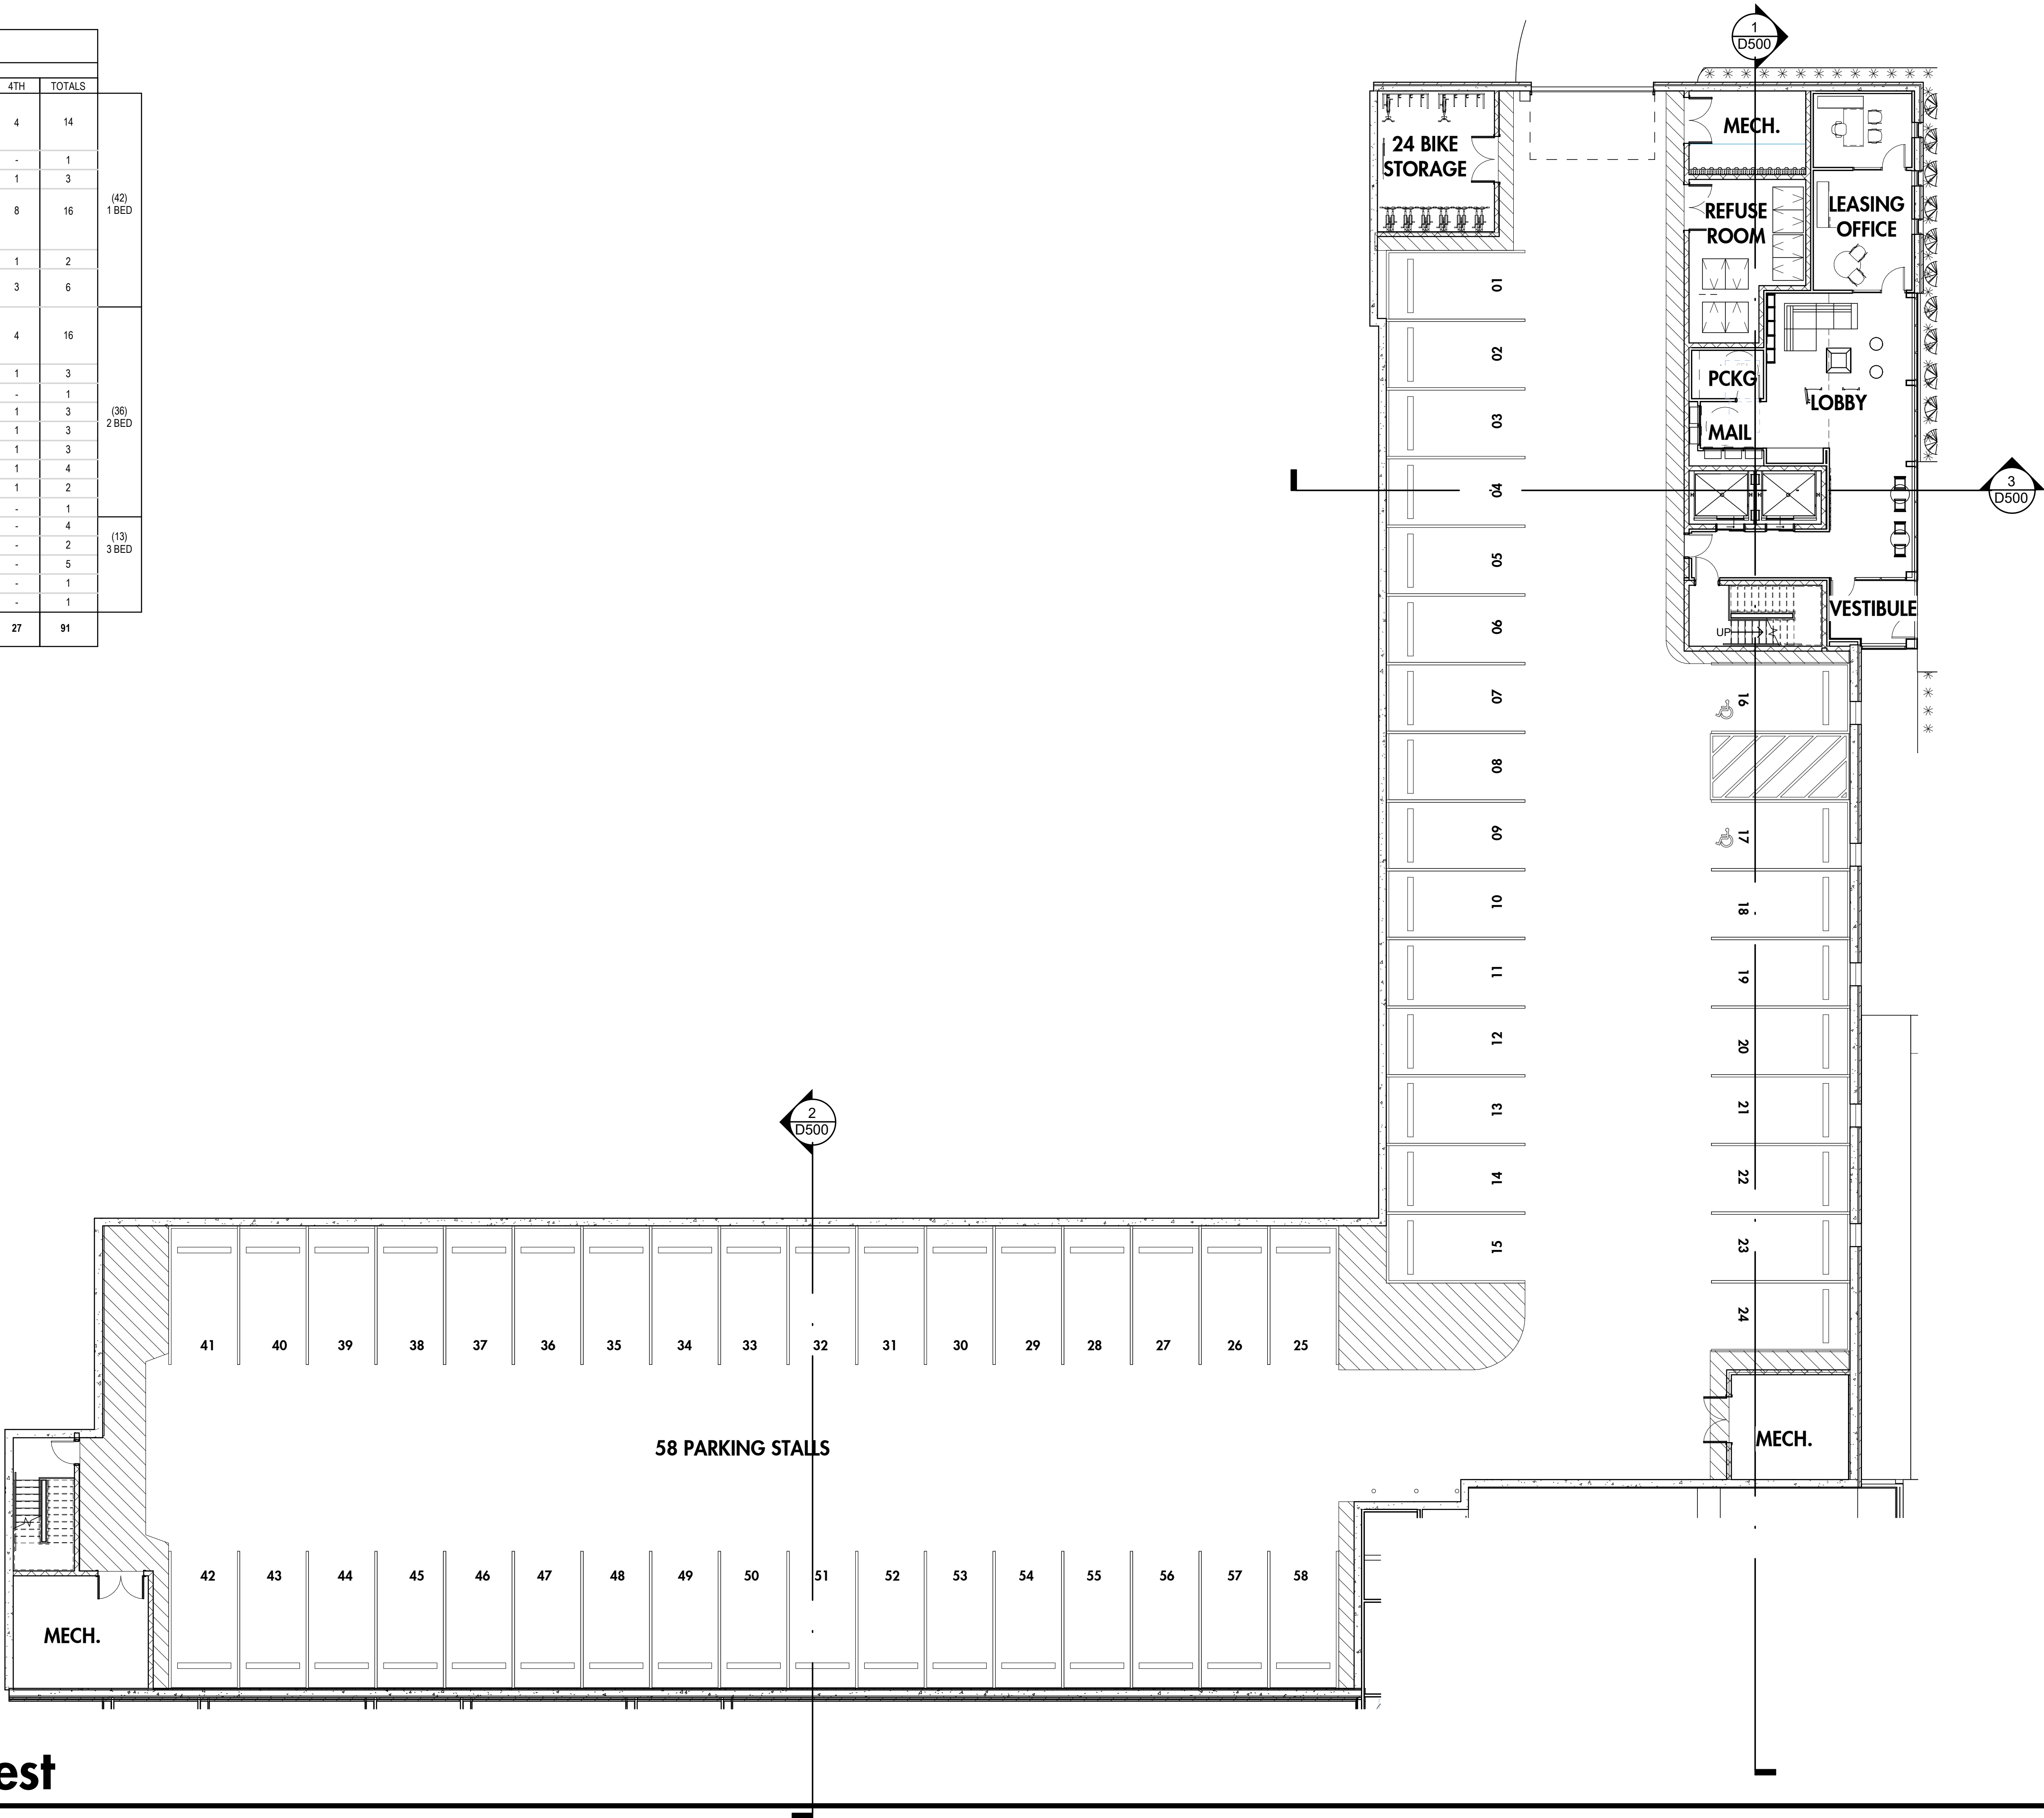 4TH TOTALS
4 14
- 1
1 3
8 16
1 2
3 6
(42)
1 BED
4 16
1 3
- 1
1 3
1 3
1 3
1 4
1 2
- 1
(36)
2 BED
- 4
- 2
- 5
- 1
- 1
(13)
3 BED
27 91
1
D500
24 BIKE
STORAGE
MECH.
REFUSE
ROOM
LEASING
OFFICE
PCKG
LOBBY
MAIL
3
D500
VESTIBULE
UP
01
02
03
04
05
06
07
08
09
10
11
12
13
14
15
16
17
18
19
20
21
22
23
24
2
D500
41 40 39 38 37 36 35 34 33 32 31 30 29 28 27 26 25
58 PARKING STALLS
MECH.
42 43 44 45 46 47 48 49 50 51 52 53 54 55 56 57 58
MECH.
est